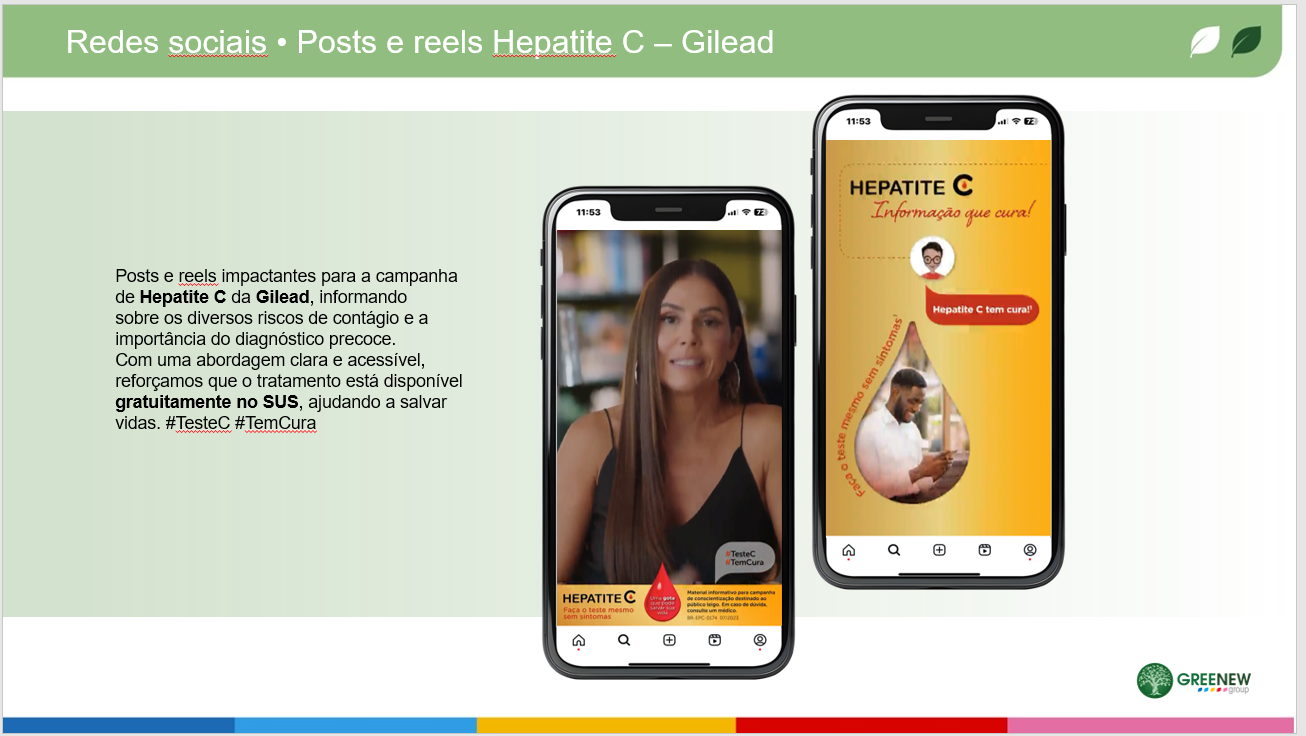 Redes sociais • Posts e reels Hepatite C – Gilead
Posts e reels impactantes para a campanha
de Hepatite C da Gilead, informando
sobre os diversos riscos de contágio e a
importância do diagnóstico precoce.
Com uma abordagem clara e acessível,
reforçamos que o tratamento está disponível
gratuitamente no SUS, ajudando a salvar
vidas. #TesteC #TemCura
11:53
72
#TesteC
#TemCura
HEPATITE C
Faça o teste mesmo
sem sintomas
Uma gota
que pode
salvar sua
vida
Material informativo para campanha
de conscientização destinado ao
público leigo. Em caso de dúvida,
consulte um médico.
11:53
72
HEPATITE C
Informação que cura!
Hepatite C tem cura!¹
Faça o teste mesmo sem sintomas¹
GREENEW
group